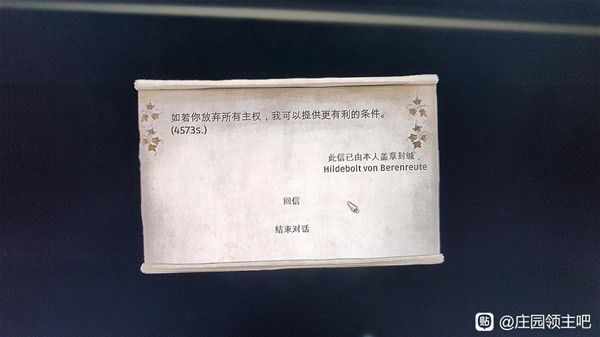 如若你放弃所有主权，我可以提供更有利的条件。
(4573s.)
此信已由本人盖章封缄，
Hildebolt von Berenreute
回信
结束对话
贴 @庄园领主吧